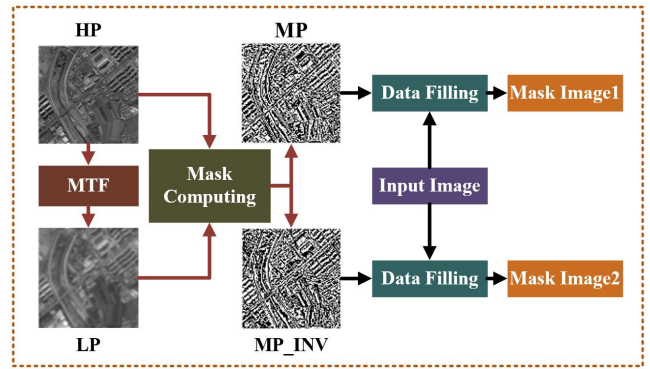 HP
MP
Data Filling
Mask Image1
MTF
Mask
Computing
Input Image
Data Filling
Mask Image2
LP
MP_INV